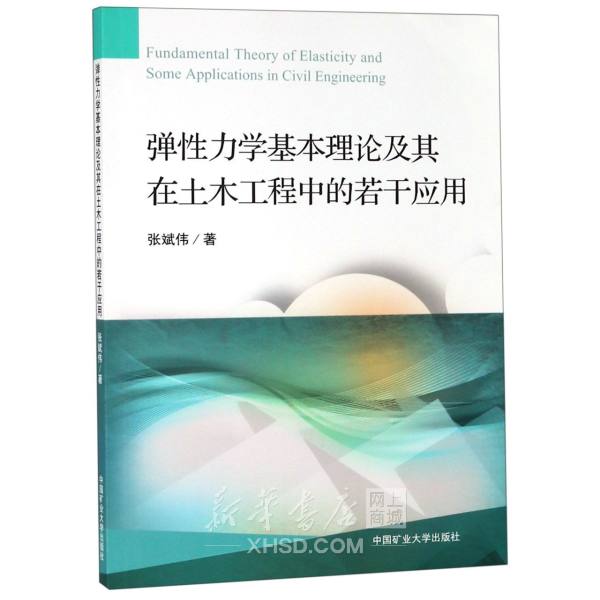 Fundamental Theory of Elasticity and
Some Applications in Civil Engineering
弹性力学基本理论及其
在土木工程中的若干应用
张斌伟/著
中国矿业大学出版社
弹性力学基本理论及其在土木工程中的若干应用
张斌伟/著
中国矿业大学出版社
新华书店
网上
商城
XHSD.COM